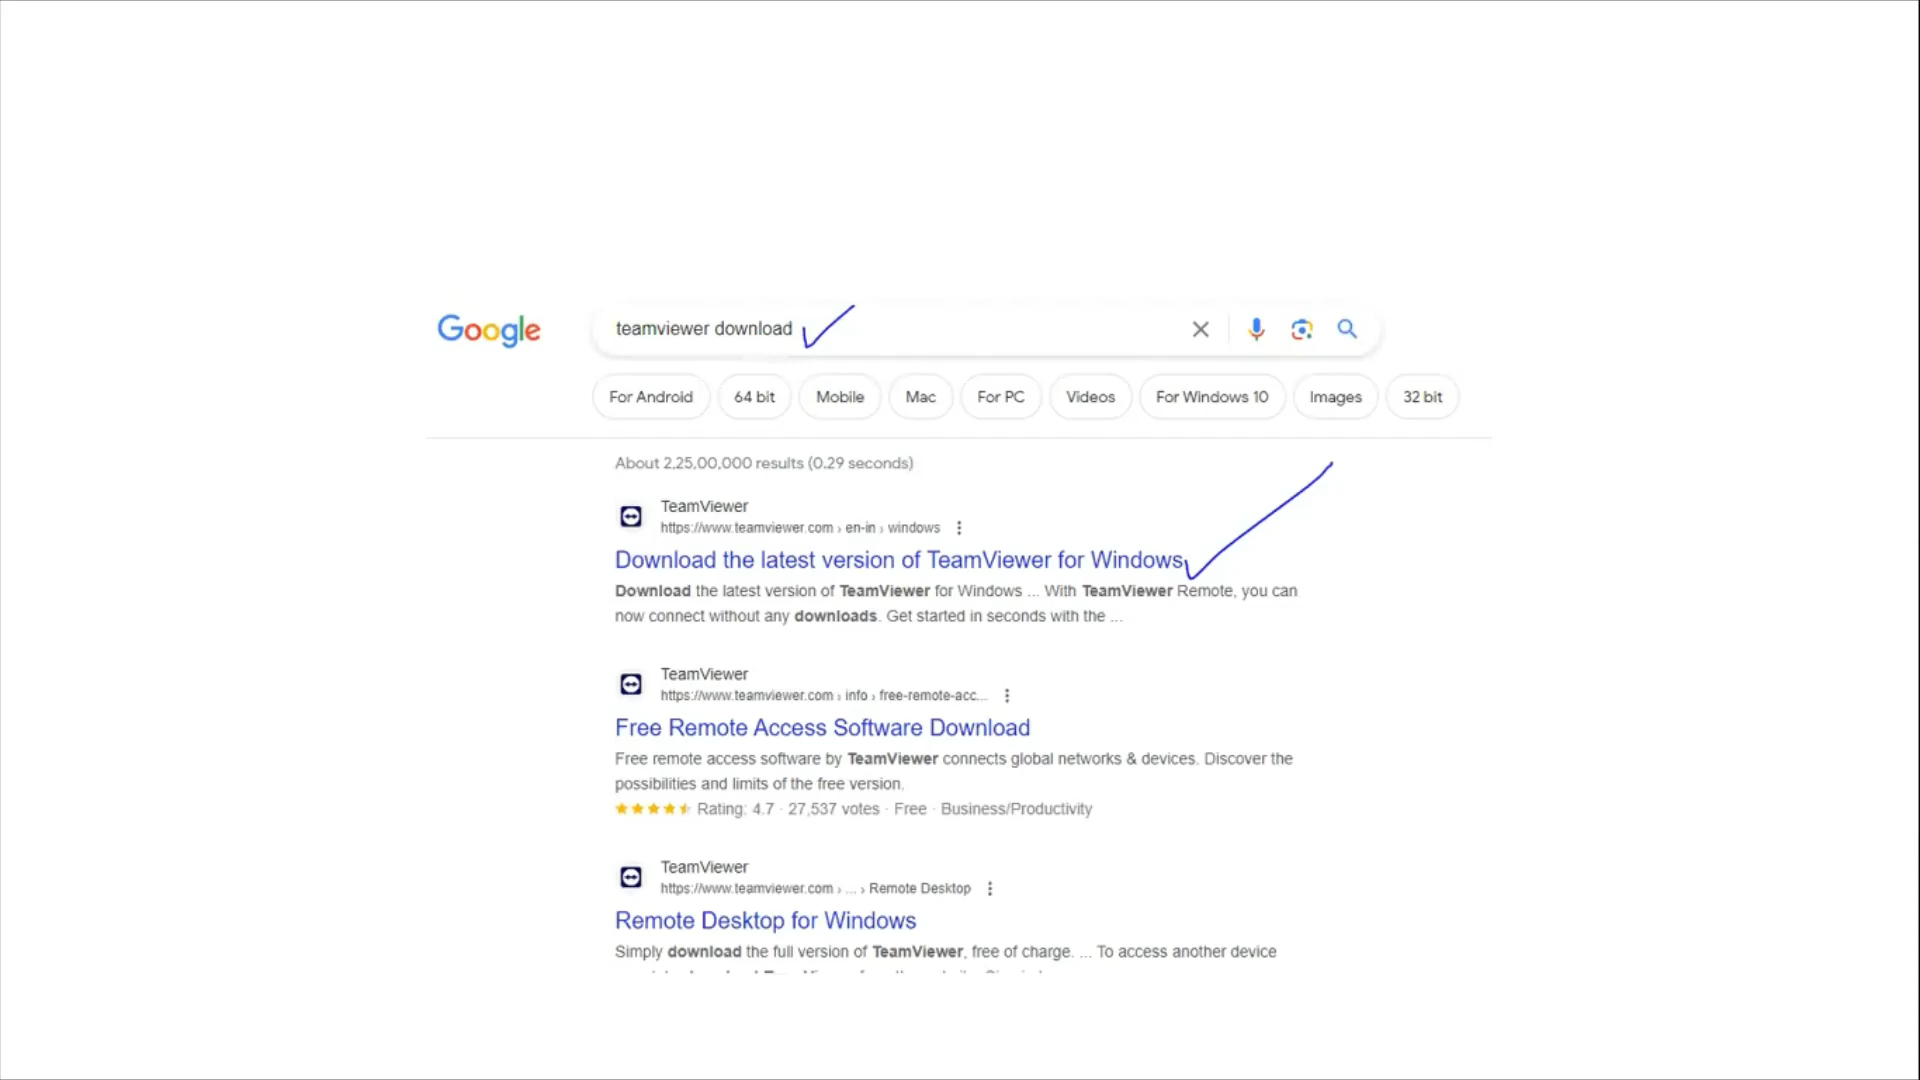 Google
teamviewer download
For Android 64 bit Mobile Mac For PC Videos For Windows 10 Images 32 bit
About 2,25,00,000 results (0.29 seconds)
TeamViewer
https://www.teamviewer.com › en-in › windows
Download the latest version of TeamViewer for Windows
Download the latest version of TeamViewer for Windows ... With TeamViewer Remote, you can
now connect without any downloads. Get started in seconds with the ...
TeamViewer
https://www.teamviewer.com › info › free-remote-acc...
Free Remote Access Software Download
Free remote access software by TeamViewer connects global networks & devices. Discover the
possibilities and limits of the free version.
Rating: 4.7 · 27,537 votes · Free · Business/Productivity
TeamViewer
https://www.teamviewer.com › ... › Remote Desktop
Remote Desktop for Windows
Simply download the full version of TeamViewer, free of charge. ... To access another device